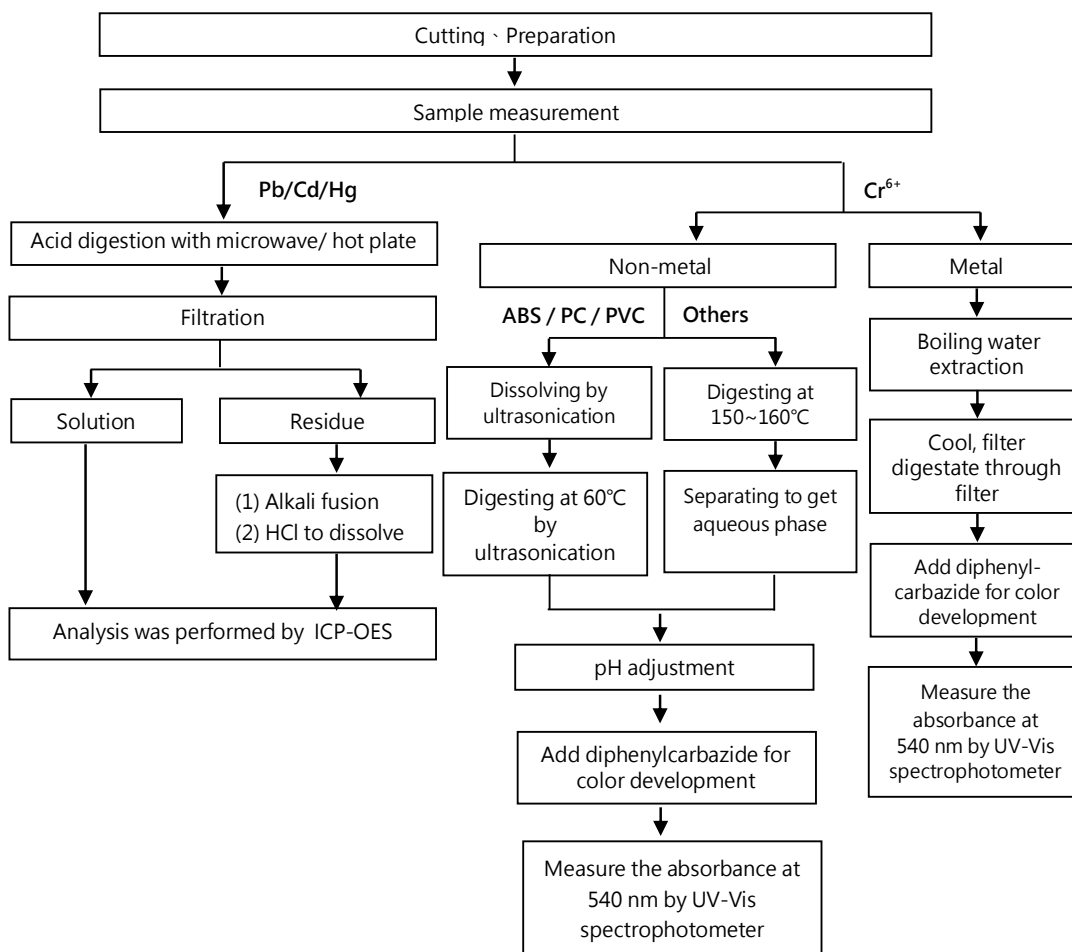 Cutting、Preparation
Sample measurement
Pb/Cd/Hg
Cr⁶⁺
Acid digestion with microwave/ hot plate
Non-metal
Metal
Filtration
ABS / PC / PVC
Others
Boiling water
extraction
Solution
Residue
Dissolving by
ultrasonication
Digesting at
150~160℃
Cool, filter
digestate through
filter
(1) Alkali fusion
(2) HCl to dissolve
Digesting at 60℃
by
ultrasonication
Separating to get
aqueous phase
Add diphenyl-
carbazide for color
development
Analysis was performed by ICP-OES
pH adjustment
Measure the
absorbance at
540 nm by UV-Vis
spectrophotometer
Add diphenylcarbazide for
color development
Measure the absorbance at
540 nm by UV-Vis
spectrophotometer